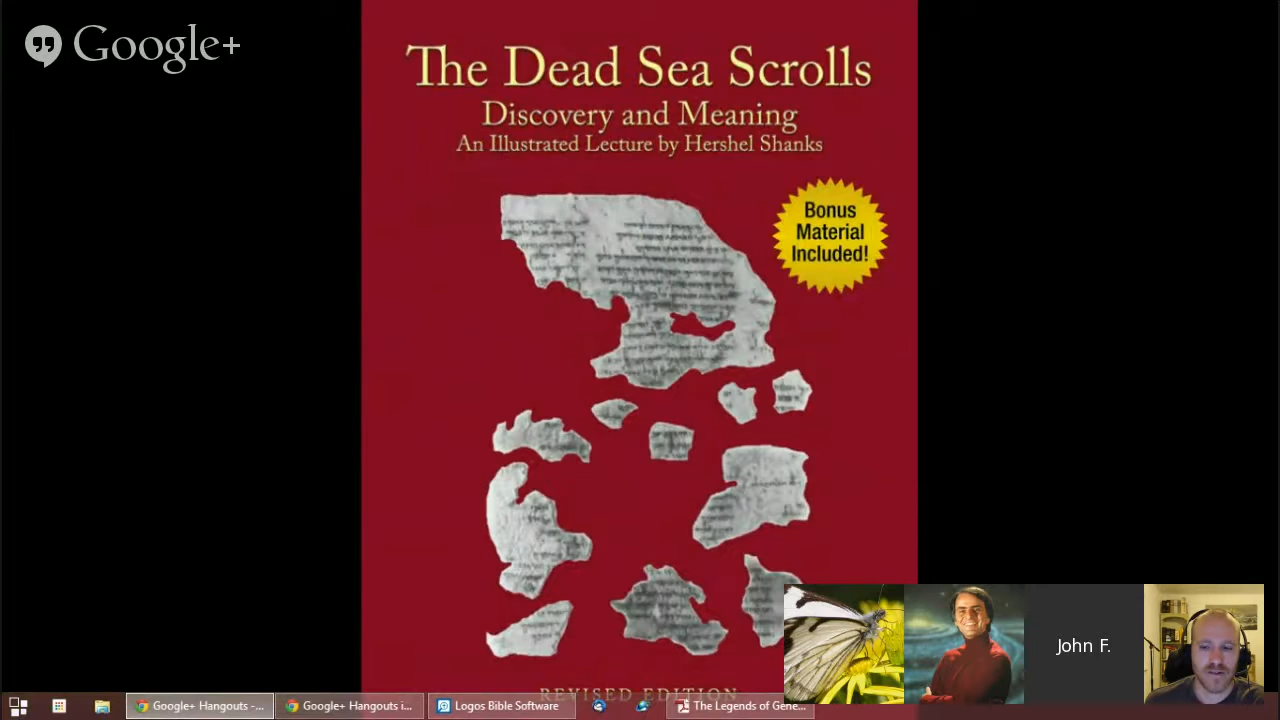 Google+
The Dead Sea Scrolls
Discovery and Meaning
An Illustrated Lecture by Hershel Shanks
Bonus
Material
Included!
John F.
REVISED EDITION
Google+ Hangouts -...
Google+ Hangouts i...
Logos Bible Software
The Legends of Gene...